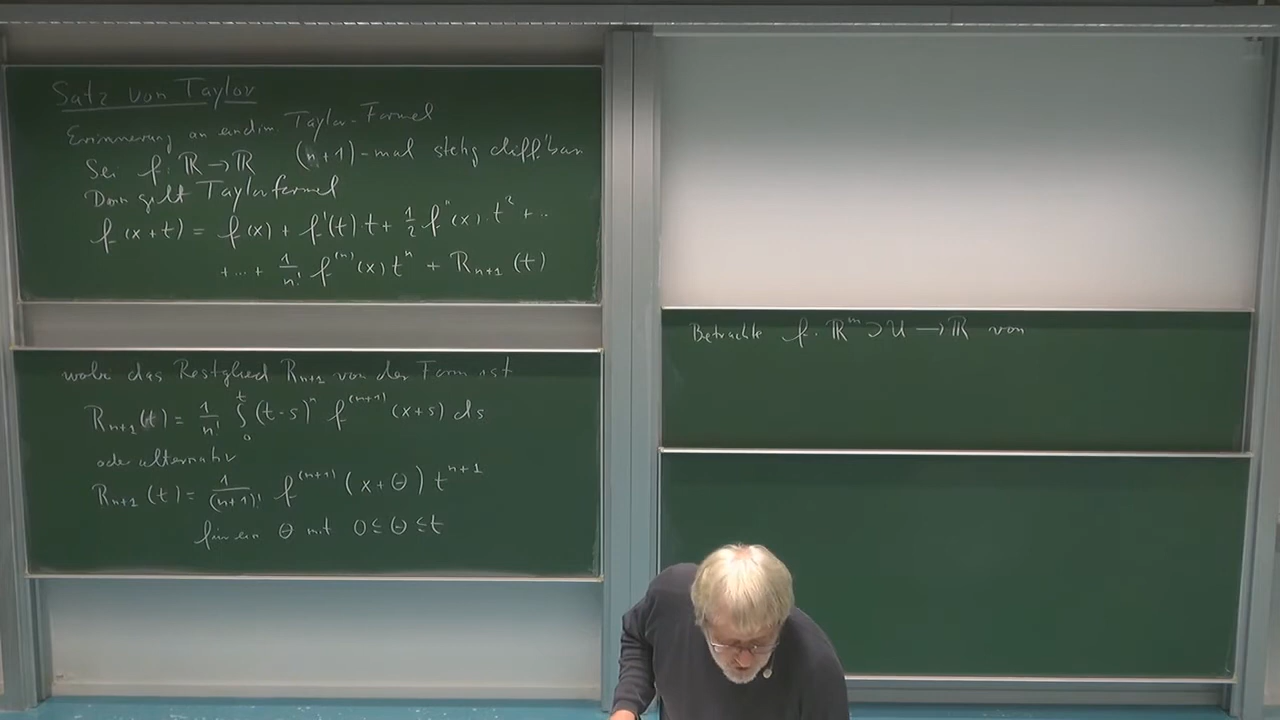 Satz von Taylor
Erinnerung an eindim. Taylor-Formel
Sei f: ℝ → ℝ (n+1)-mal stetig diff'bar
Dann gilt Taylorformel
f(x+t) = f(x) + f'(t)·t + 1/2 f''(x)·t² + ..
+ ... + 1/n! f⁽ⁿ⁾(x) tⁿ + Rₙ₊₁(t)
wobei das Restglied Rₙ₊₁ von der Form ist
Rₙ₊₁(t) = 1/n! ∫₀ᵗ (t-s)ⁿ f⁽ⁿ⁺¹⁾(x+s) ds
oder alternativ
Rₙ₊₁(t) = 1/(n+1)! f⁽ⁿ⁺¹⁾(x+Θ) tⁿ⁺¹
für ein Θ mit 0 ≤ Θ ≤ t
Betrachte f: ℝᵐ ⊃ U → ℝ von